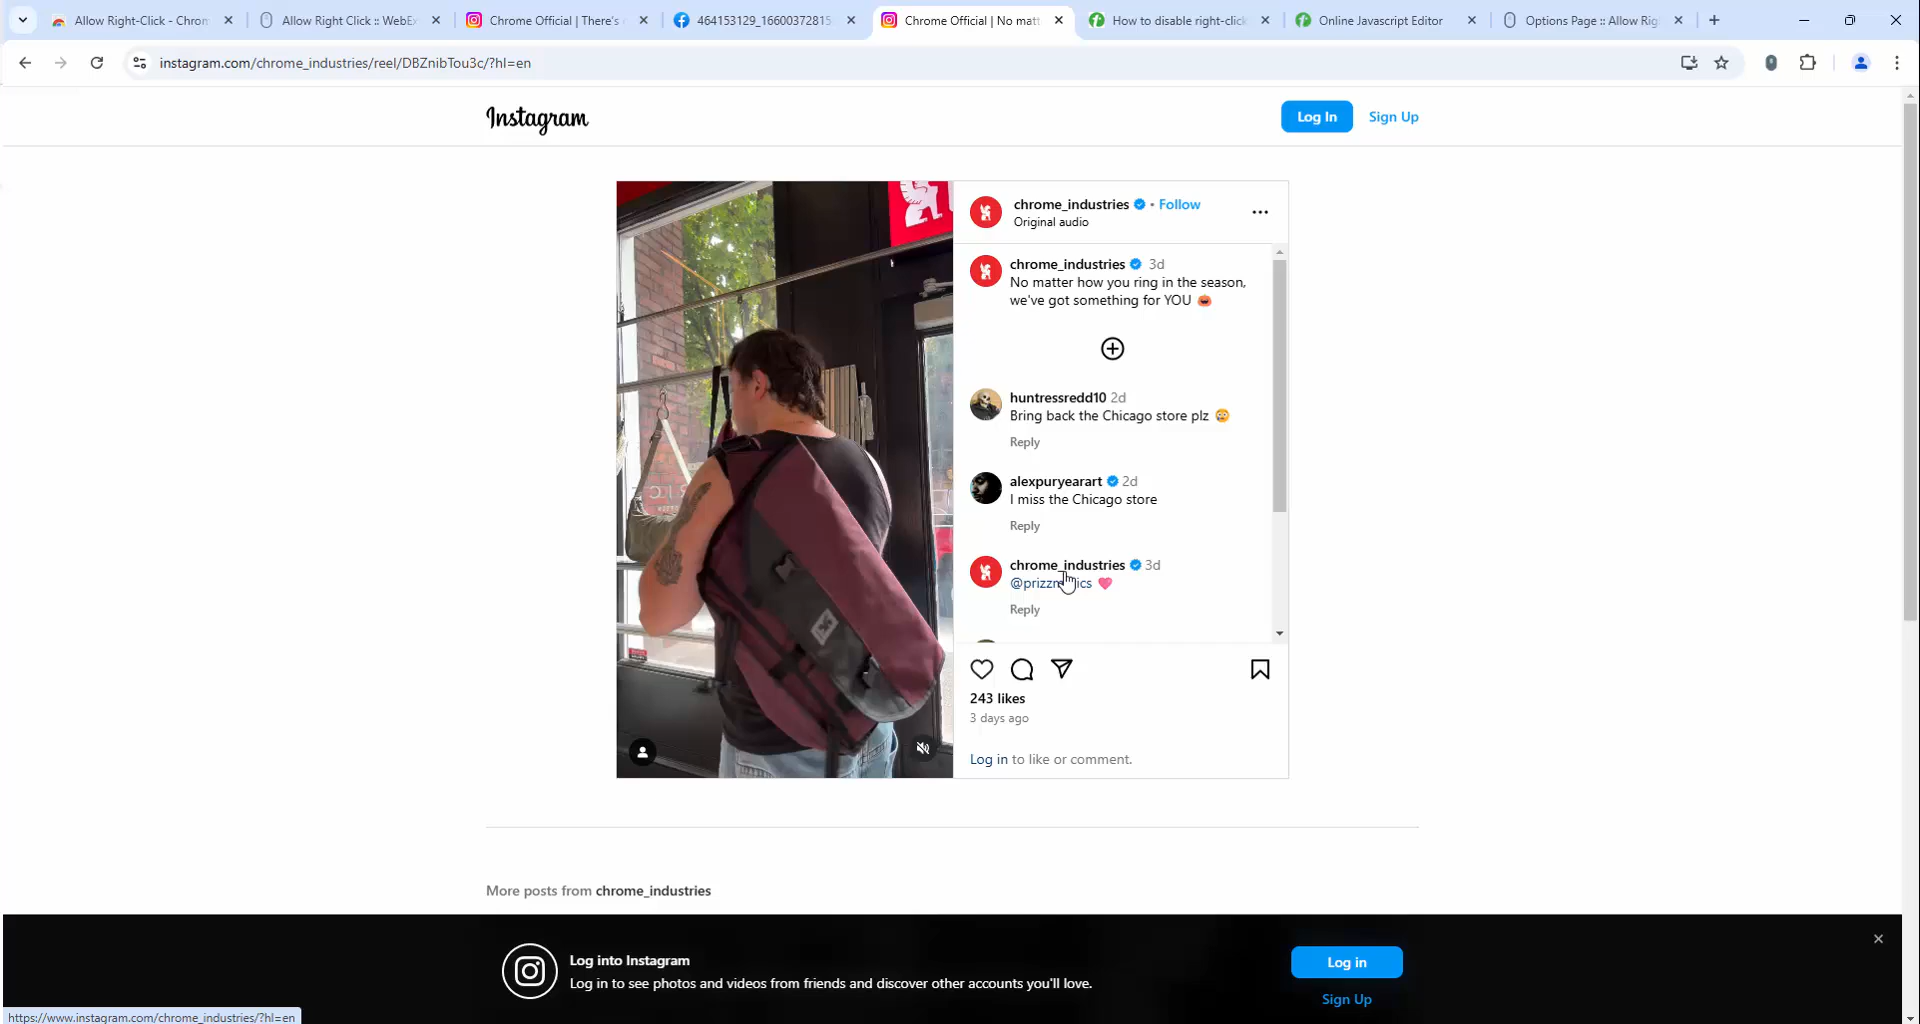 Allow Right-Click - Chrom
Allow Right Click :: WebEx
Chrome Official | There's
464153129_16600372815
Chrome Official | No matt
How to disable right-click
Online Javascript Editor
Options Page :: Allow Rig
instagram.com/chrome_industries/reel/DBZnibTou3c/?hl=en
Instagram
Log In
Sign Up
chrome_industries • Follow
Original audio
chrome_industries 3d
No matter how you ring in the season,
we've got something for YOU 🎃
huntressredd10 2d
Bring back the Chicago store plz 😳
Reply
alexpuryearart 2d
I miss the Chicago store
Reply
chrome_industries 3d
🩷
Reply
243 likes
3 days ago
Log in to like or comment.
More posts from chrome_industries
Log into Instagram
Log in to see photos and videos from friends and discover other accounts you'll love.
Log in
Sign Up
https://www.instagram.com/chrome_industries/?hl=en